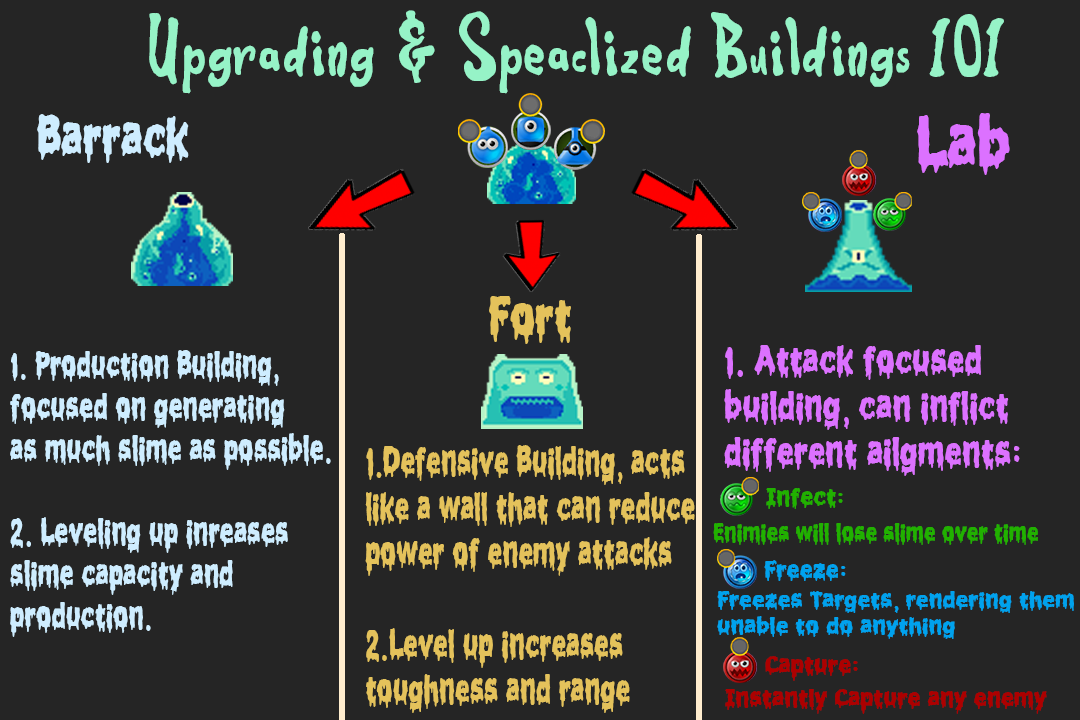 Upgrading & Speaclized Buildings 101
Barrack
1. Production Building,
focused on generating
as much slime as possible.
2. Leveling up inreases
slime capacity and
production.
Fort
1.Defensive Building, acts
like a wall that can reduce
power of enemy attacks
2.Level up increases
toughness and range
Lab
1. Attack focused
building, can inflict
different ailgments:
Infect:
Enimies will lose slime over time
Freeze:
Freezes Targets, rendering them
unable to do anything
Capture:
Instantly Capture any enemy